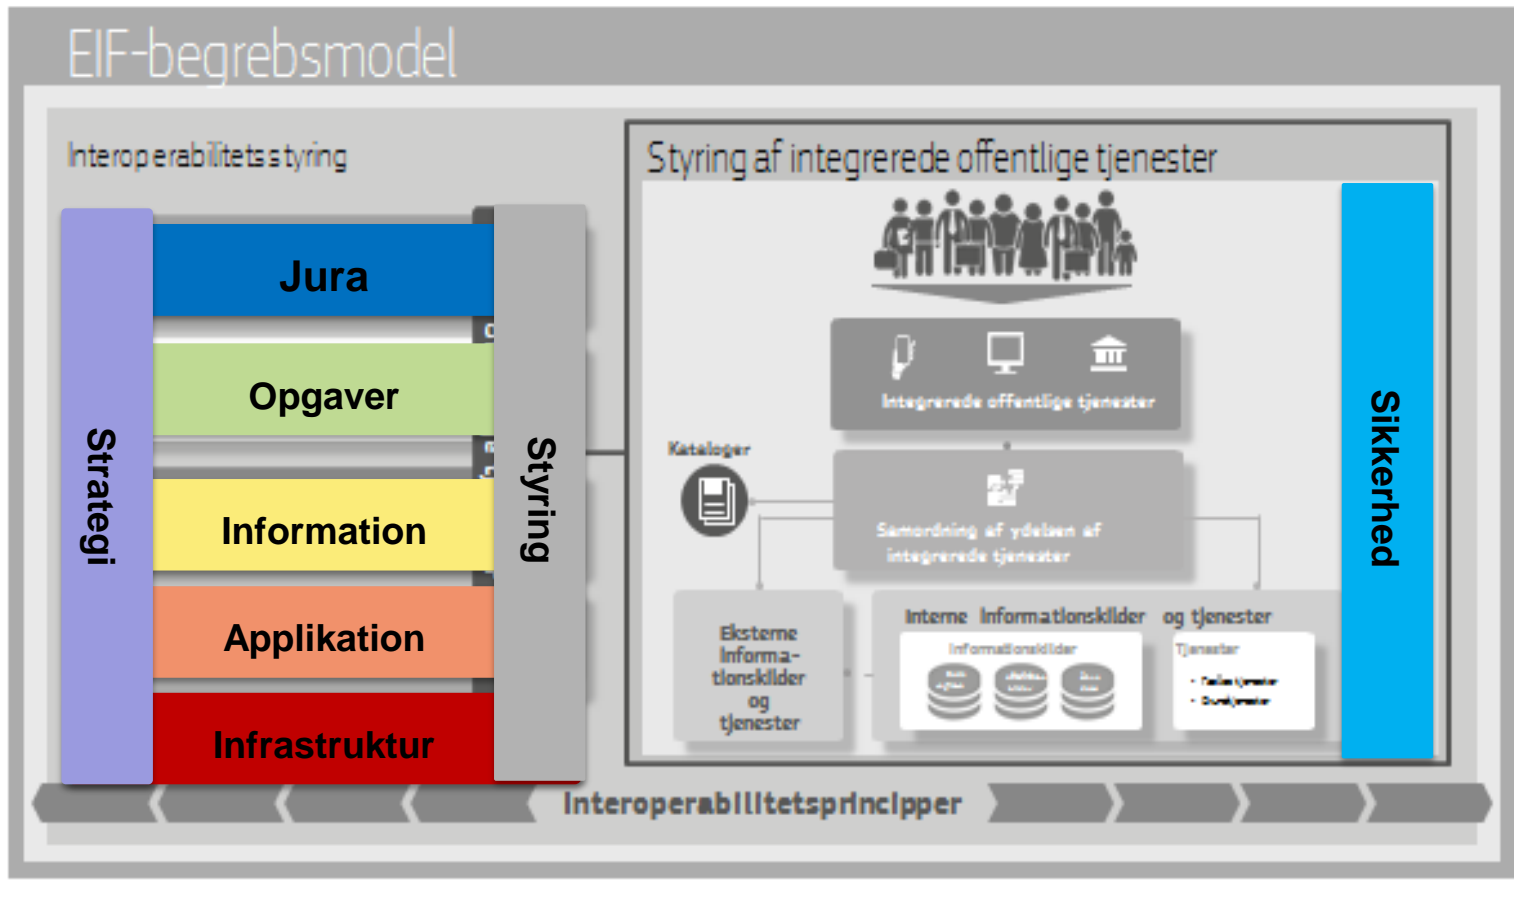 EIF-begrebsmodel
Interoperabilitetsstyring
Styring af integrerede offentlige tjenester
Strategi
Jura
Opgaver
Information
Applikation
Infrastruktur
Styring
Sikkerhed
Integrerede offentlige tjenester
Kataloger
Samordning af ydelsen af
integrerede tjenester
Eksterne
informa-
tionskilder
og
tjenester
Interne informationskilder og tjenester
Informationskilder
Tjenester
Interoperabilitetsprincipper